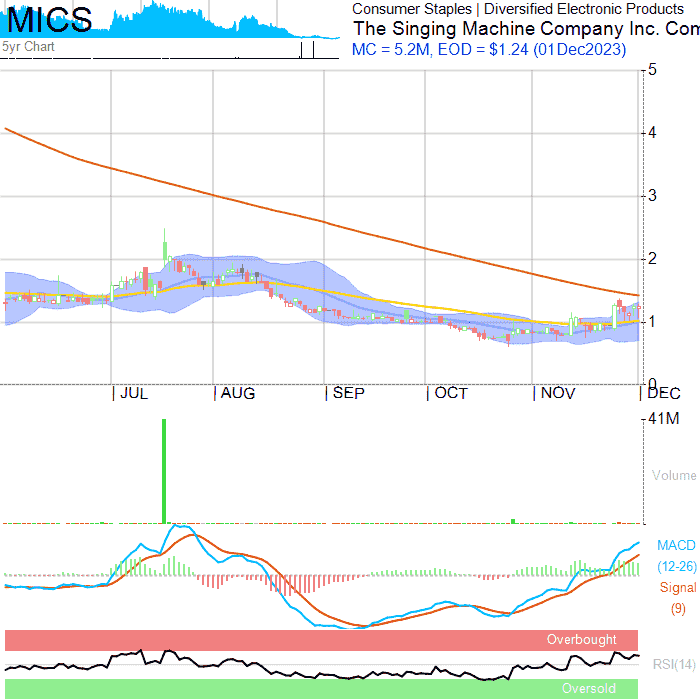 MICS
5yr Chart
Consumer Staples | Diversified Electronic Products
The Singing Machine Company Inc. Com
MC = 5.2M, EOD = $1.24 (01Dec2023)
5
4
3
2
1
0
JUL AUG SEP OCT NOV DEC
41M
Volume
MACD
(12-26)
Signal
(9)
Overbought
RSI(14)
Oversold